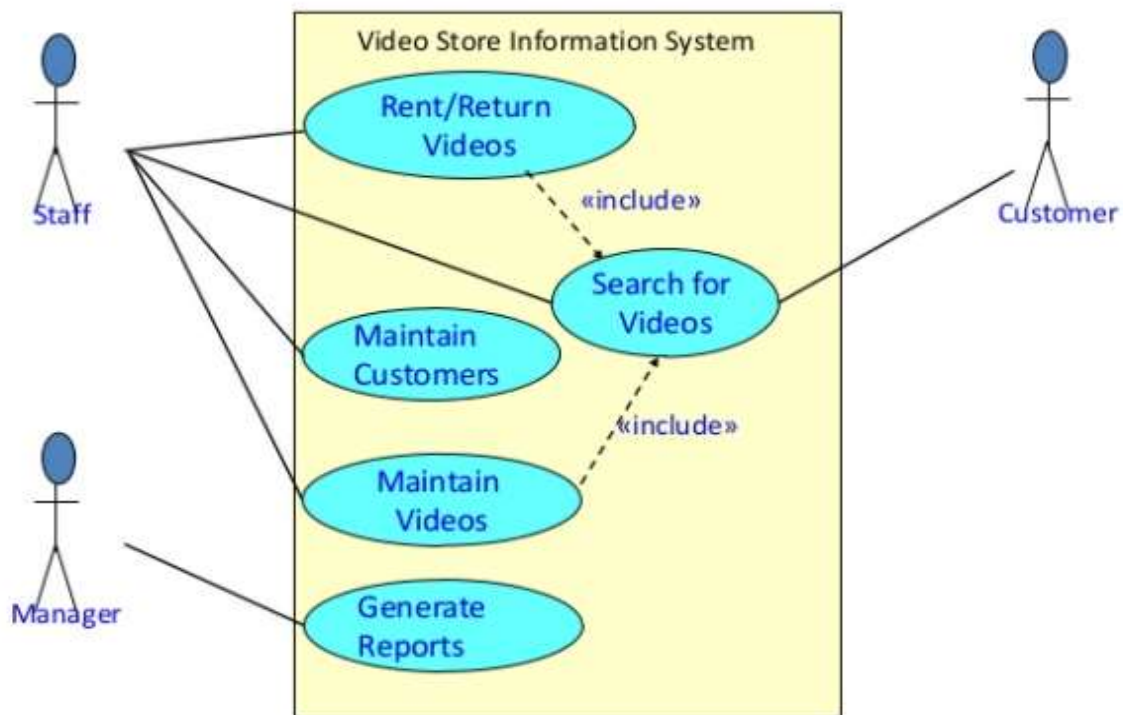 Video Store Information System
Rent/Return
Videos
«include»
Staff
Customer
Search for
Videos
Maintain
Customers
«include»
Maintain
Videos
Manager
Generate
Reports